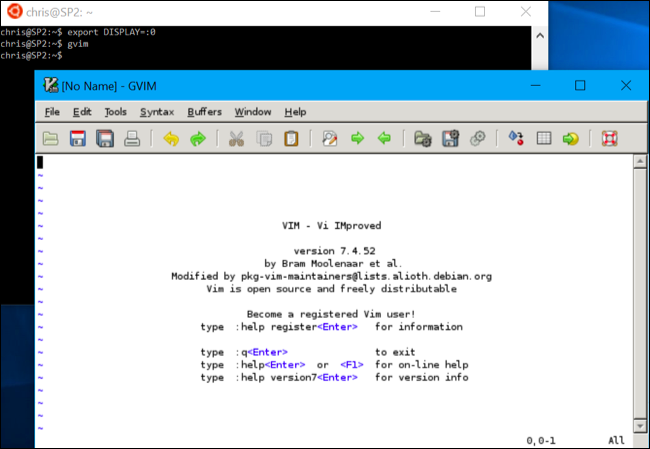 chris@SP2: ~
chris@SP2:~$ export DISPLAY=:0
chris@SP2:~$ gvim
chris@SP2:~$
[No Name] - GVIM
File Edit Tools Syntax Buffers Window Help
~
~
~
~
VIM - Vi IMproved
~
~
version 7.4.52
~
by Bram Moolenaar et al.
~
Modified by pkg-vim-maintainers@lists.alioth.debian.org
~
Vim is open source and freely distributable
~
~
Become a registered Vim user!
~
type :help register<Enter> for information
~
~
type :q<Enter> to exit
~
type :help<Enter> or <F1> for on-line help
~
type :help version7<Enter> for version info
~
~
~
~
0,0-1 All